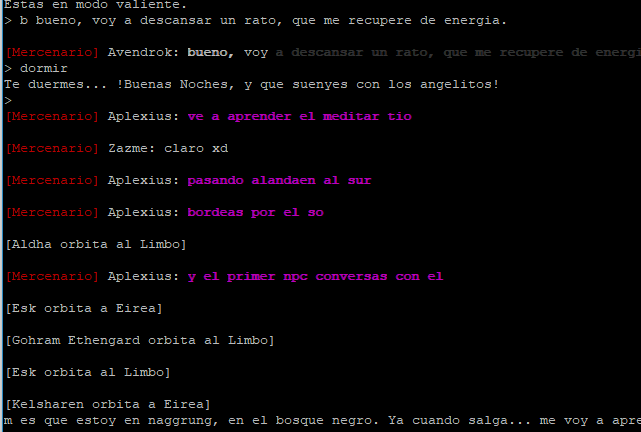 Estas en modo valiente.
> b bueno, voy a descansar un rato, que me recupere de energia.
[Mercenario] Avendrok: bueno, voy a descansar un rato, que me recupere de energi
> dormir
Te duermes... !Buenas Noches, y que suenyes con los angelitos!
>
[Mercenario] Aplexius: ve a aprender el meditar tio
[Mercenario] Zazme: claro xd
[Mercenario] Aplexius: pasando alandaen al sur
[Mercenario] Aplexius: bordeas por el so
[Aldha orbita al Limbo]
[Mercenario] Aplexius: y el primer npc conversas con el
[Esk orbita a Eirea]
[Gohram Ethengard orbita al Limbo]
[Esk orbita al Limbo]
[Kelsharen orbita a Eirea]
m es que estoy en naggrung, en el bosque negro. Ya cuando salga... me voy a apre